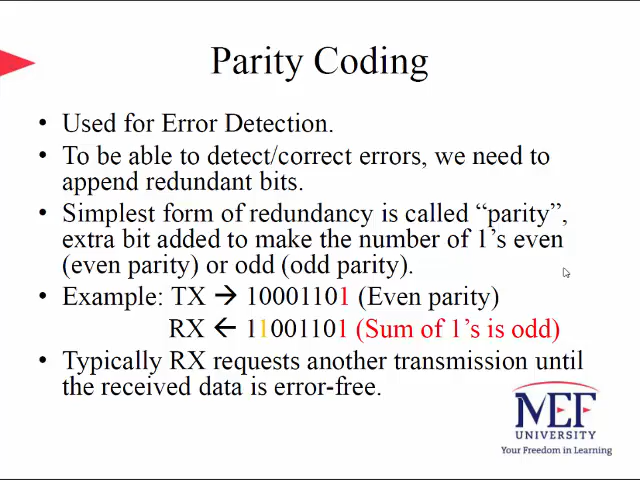 Parity Coding
• Used for Error Detection.
• To be able to detect/correct errors, we need to
append redundant bits.
• Simplest form of redundancy is called “parity”,
extra bit added to make the number of 1’s even
(even parity) or odd (odd parity).
• Example: TX → 100011011 (Even parity)
RX ← 110011011 (Sum of 1’s is odd)
• Typically RX requests another transmission until
the received data is error-free.
MEF
UNIVERSITY
Your Freedom in Learning